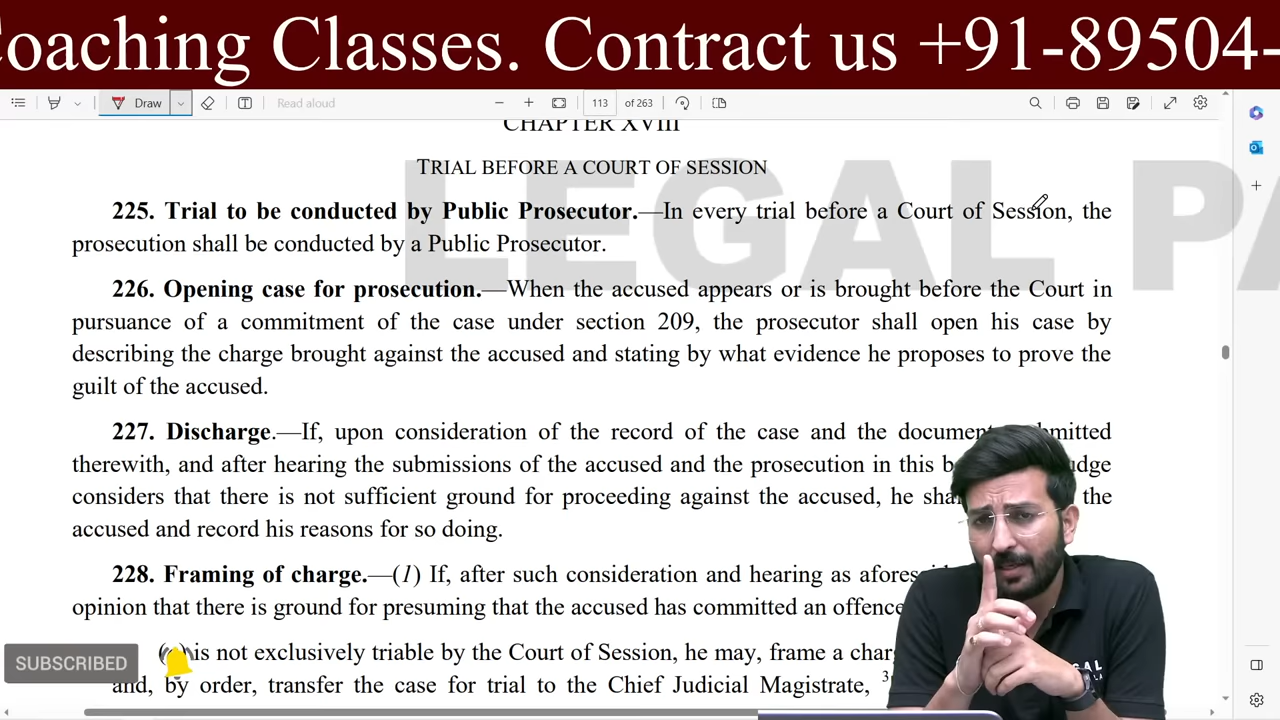 Coaching Classes. Contract us +91-89504-
Draw
Read aloud
113 of 263
CHAPTER XVIII
TRIAL BEFORE A COURT OF SESSION
LEGAL PA
225. Trial to be conducted by Public Prosecutor.—In every trial before a Court of Session, the
prosecution shall be conducted by a Public Prosecutor.
226. Opening case for prosecution.—When the accused appears or is brought before the Court in
pursuance of a commitment of the case under section 209, the prosecutor shall open his case by
describing the charge brought against the accused and stating by what evidence he proposes to prove the
guilt of the accused.
227. Discharge.—If, upon consideration of the record of the case and the documen bmitted
therewith, and after hearing the submissions of the accused and the prosecution in this b udge
considers that there is not sufficient ground for proceeding against the accused, he sha the
accused and record his reasons for so doing.
228. Framing of charge.—(1) If, after such consideration and hearing as afores
opinion that there is ground for presuming that the accused has committed an offence
is not exclusively triable by the Court of Session, he may, frame a char
and, by order, transfer the case for trial to the Chief Judicial Magistrate, 3
SUBSCRIBED